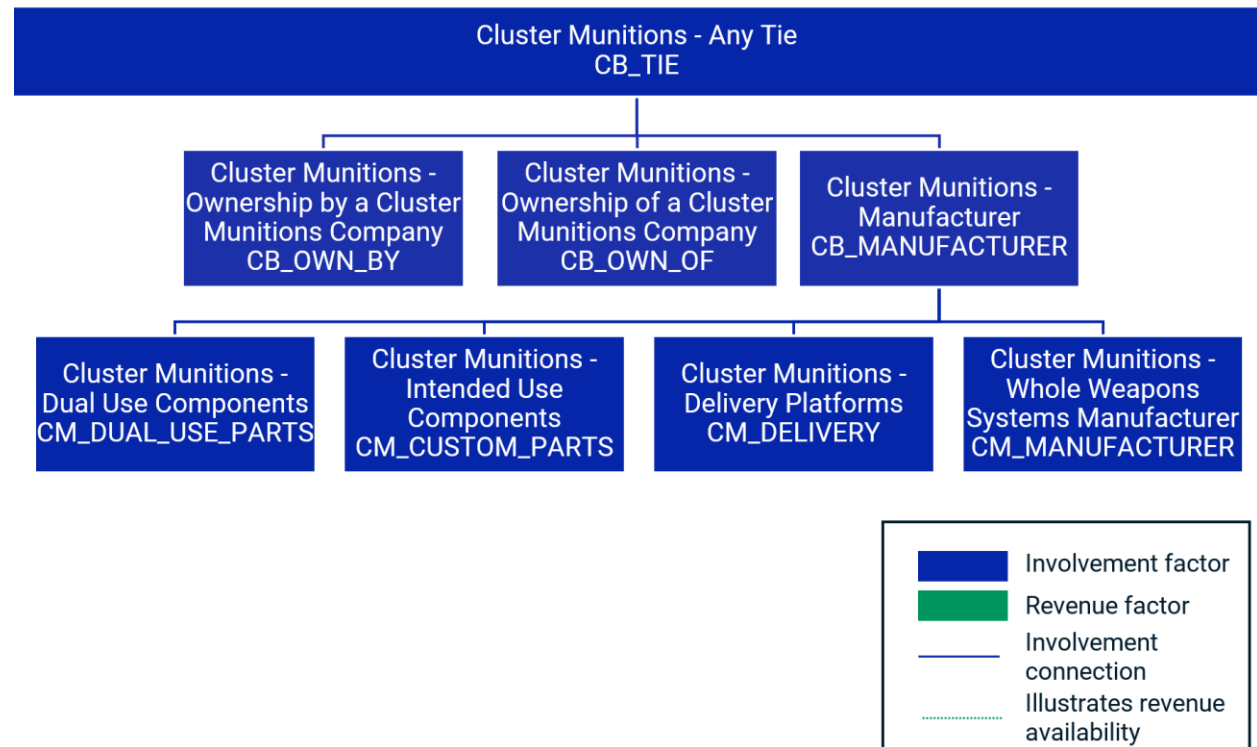 Cluster Munitions - Any Tie
CB_TIE
Cluster Munitions -
Ownership by a Cluster
Munitions Company
CB_OWN_BY
Cluster Munitions -
Ownership of a Cluster
Munitions Company
CB_OWN_OF
Cluster Munitions -
Manufacturer
CB_MANUFACTURER
Cluster Munitions -
Dual Use Components
CM_DUAL_USE_PARTS
Cluster Munitions -
Intended Use
Components
CM_CUSTOM_PARTS
Cluster Munitions -
Delivery Platforms
CM_DELIVERY
Cluster Munitions -
Whole Weapons
Systems Manufacturer
CM_MANUFACTURER
Involvement factor
Revenue factor
Involvement
connection
Illustrates revenue
availability